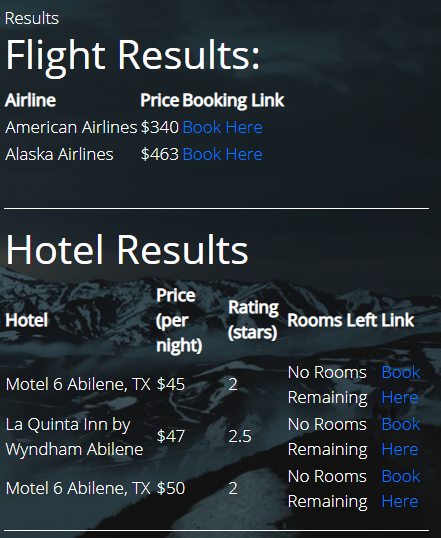 Results
Flight Results:
Airline Price Booking Link
American Airlines $340 Book Here
Alaska Airlines $463 Book Here
Hotel Results
Hotel Price (per night) Rating (stars) Rooms Left Link
Motel 6 Abilene, TX $45 2 No Rooms Remaining Book Here
La Quinta Inn by Wyndham Abilene $47 2.5 No Rooms Remaining Book Here
Motel 6 Abilene, TX $50 2 No Rooms Remaining Book Here